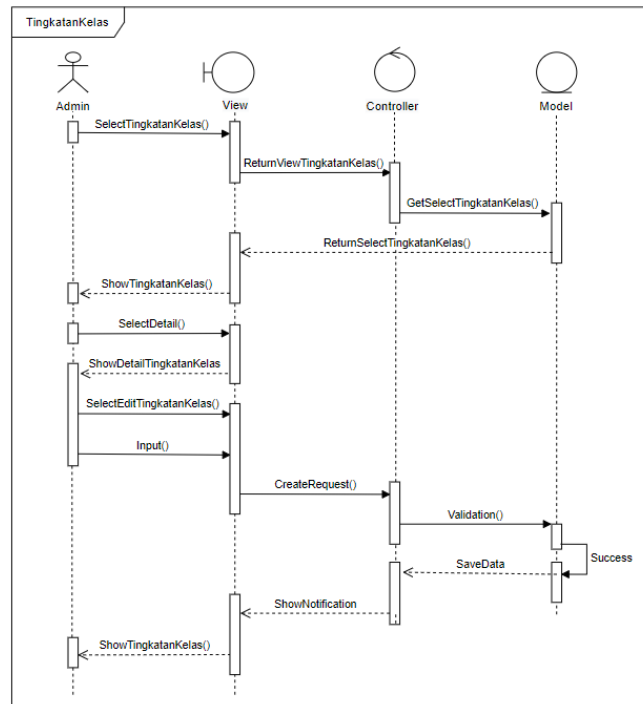 TingkatanKelas
Admin
View
Controller
Model
SelectTingkatanKelas()
ReturnViewTingkatanKelas()
GetSelectTingkatanKelas()
ReturnSelectTingkatanKelas()
ShowTingkatanKelas()
SelectDetail()
ShowDetailTingkatanKelas
SelectEditTingkatanKelas()
Input()
CreateRequest()
Validation()
Success
SaveData
ShowNotification
ShowTingkatanKelas()